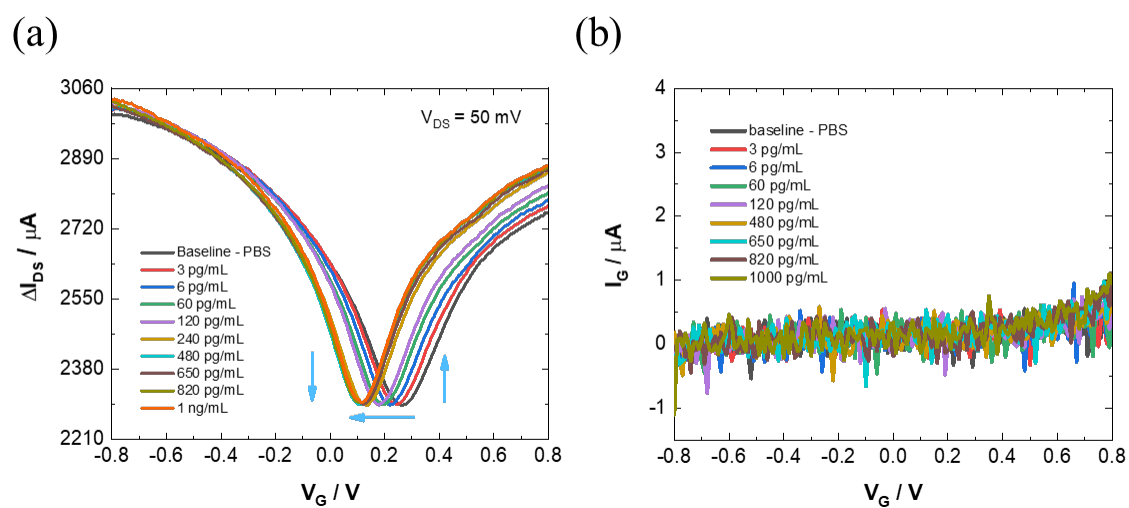 (a)
3060
2890
2720
2550
2380
2210
ΔI_DS / µA
V_DS = 50 mV
Baseline - PBS
3 pg/mL
6 pg/mL
60 pg/mL
120 pg/mL
240 pg/mL
480 pg/mL
650 pg/mL
820 pg/mL
1 ng/mL
-0.8 -0.6 -0.4 -0.2 0.0 0.2 0.4 0.6 0.8
V_G / V
(b)
4
3
2
1
0
-1
I_G / µA
baseline - PBS
3 pg/mL
6 pg/mL
60 pg/mL
120 pg/mL
480 pg/mL
650 pg/mL
820 pg/mL
1000 pg/mL
-0.8 -0.6 -0.4 -0.2 0.0 0.2 0.4 0.6 0.8
V_G / V